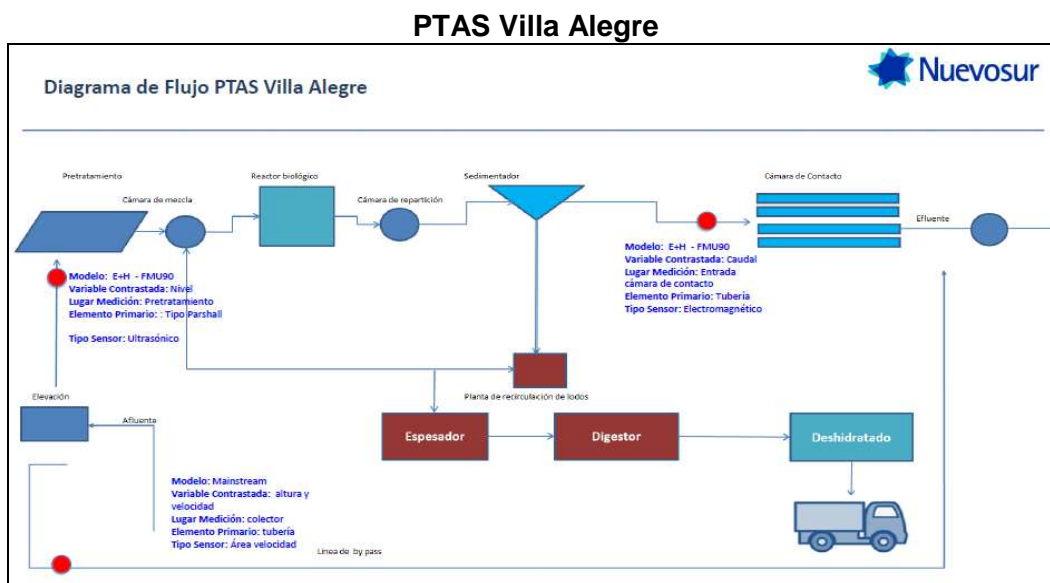 PTAS Villa Alegre
Diagrama de Flujo PTAS Villa Alegre
Nuevosur
Pretratamiento
Cámara de mezcla
Reactor biológico
Cámara de repartición
Sedimentador
Cámara de Contacto
Efluente
Modelo: E+H - FMU90
Variable Contrastada: Nivel
Lugar Medición: Pretratamiento
Elemento Primario: : Tipo Parshall
Tipo Sensor: Ultrasónico
Modelo: E+H - FMU90
Variable Contrastada: Caudal
Lugar Medición: Entrada
cámara de contacto
Elemento Primario: Tubería
Tipo Sensor: Electromagnético
Planta de recirculación de lodos
Elevación
Afluente
Espesador
Digestor
Deshidratado
Modelo: Mainstream
Variable Contrastada: altura y
velocidad
Lugar Medición: colector
Elemento Primario: tubería
Tipo Sensor: Área velocidad
Línea de by pass